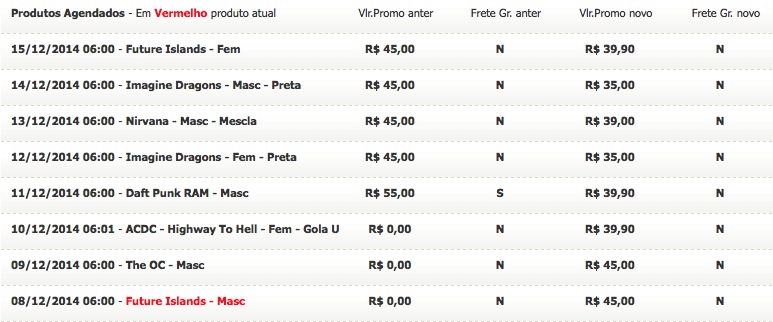 Produtos Agendados - Em Vermelho produto atual Vlr.Promo anter Frete Gr. anter Vlr.Promo novo Frete Gr. novo
15/12/2014 06:00 - Future Islands - Fem R$ 45,00 N R$ 39,90 N
14/12/2014 06:00 - Imagine Dragons - Masc - Preta R$ 45,00 N R$ 35,00 N
13/12/2014 06:00 - Nirvana - Masc - Mescla R$ 45,00 N R$ 39,00 N
12/12/2014 06:00 - Imagine Dragons - Fem - Preta R$ 45,00 N R$ 35,00 N
11/12/2014 06:00 - Daft Punk RAM - Masc R$ 55,00 S R$ 39,90 N
10/12/2014 06:01 - ACDC - Highway To Hell - Fem - Gola U R$ 0,00 N R$ 39,90 N
09/12/2014 06:00 - The OC - Masc R$ 0,00 N R$ 45,00 N
08/12/2014 06:00 - Future Islands - Masc R$ 0,00 N R$ 45,00 N